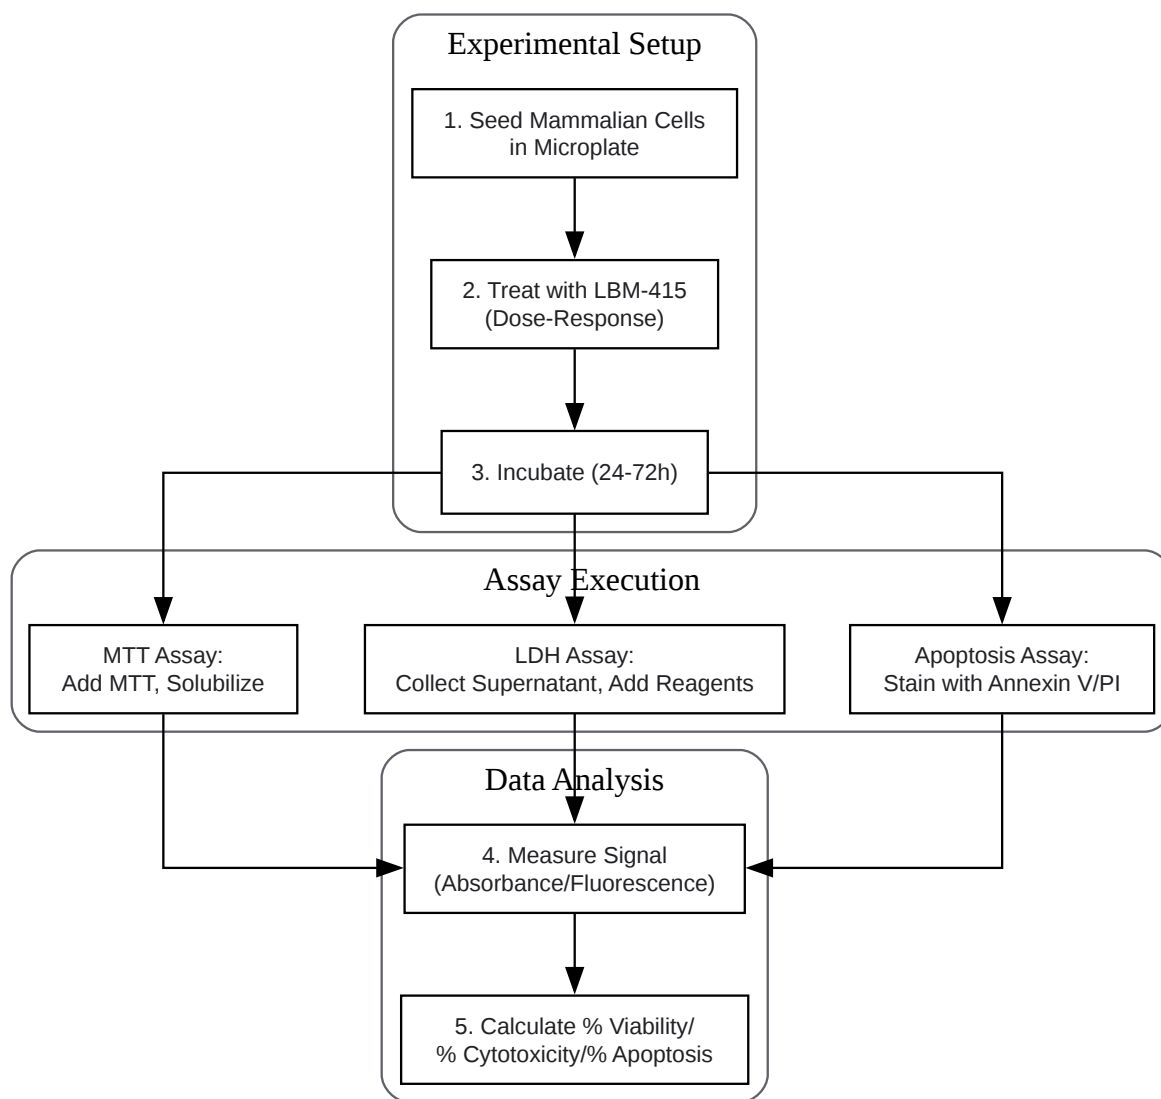 Experimental Setup
1. Seed Mammalian Cells
in Microplate
2. Treat with LBM-415
(Dose-Response)
3. Incubate (24-72h)
Assay Execution
MTT Assay:
Add MTT, Solubilize
LDH Assay:
Collect Supernatant, Add Reagents
Apoptosis Assay:
Stain with Annexin V/PI
Data Analysis
4. Measure Signal
(Absorbance/Fluorescence)
5. Calculate % Viability/
% Cytotoxicity/% Apoptosis